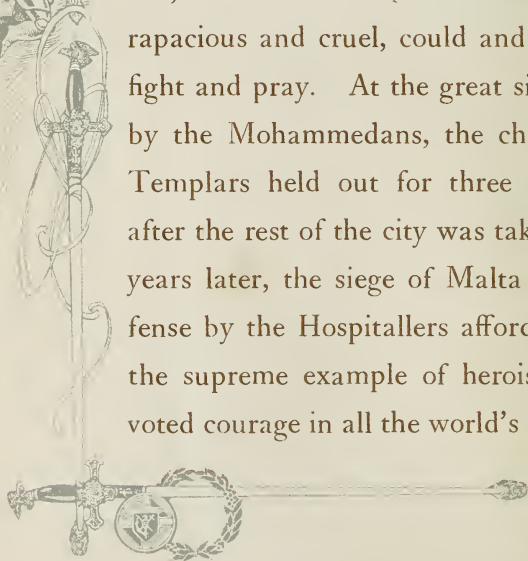 rapacious and cruel, could and
fight and pray. At the great si
by the Mohammedans, the ch
Templars held out for three
after the rest of the city was tak
years later, the siege of Malta
fense by the Hospitallers afford
the supreme example of herois
voted courage in all the world's